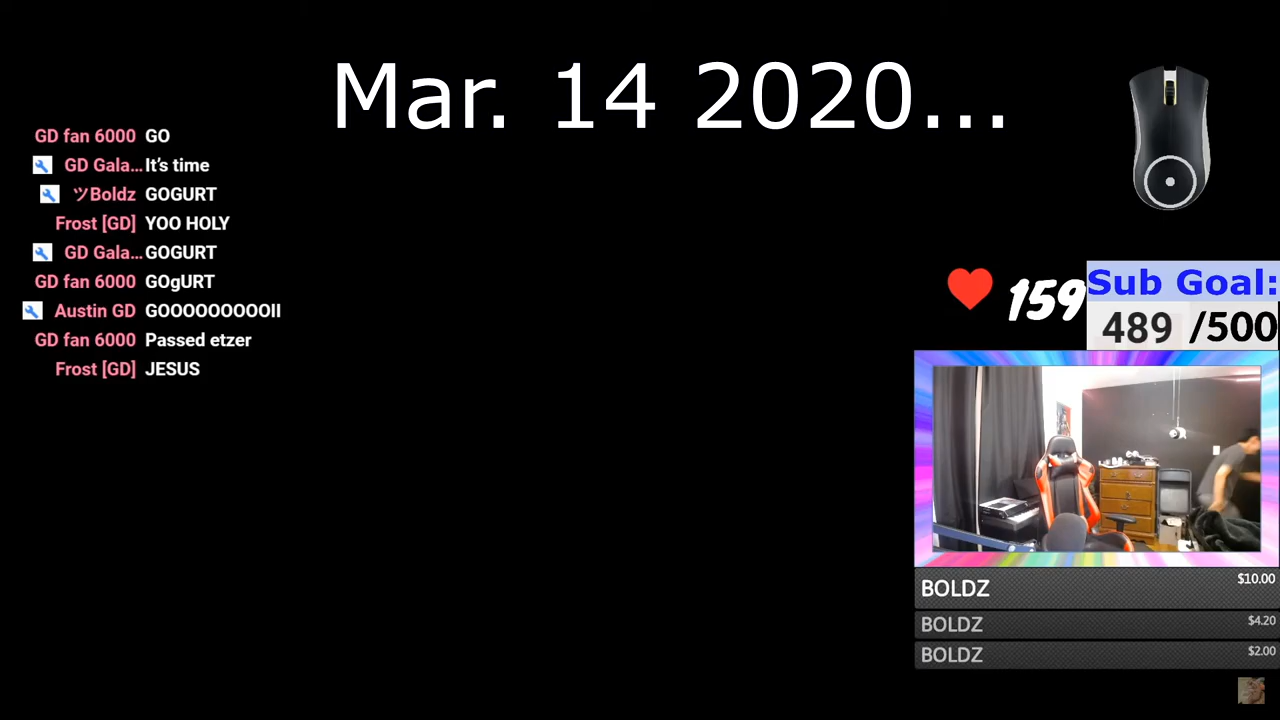 Mar. 14 2020...
GD fan 6000 GO
GD Gala... It's time
ツBoldz GOGURT
Frost [GD] YOO HOLY
GD Gala... GOGURT
GD fan 6000 GOgURT
Austin GD GOOOOOOOOOII
GD fan 6000 Passed etzer
Frost [GD] JESUS
159
Sub Goal:
489 /500
BOLDZ $10.00
BOLDZ $4.20
BOLDZ $2.00